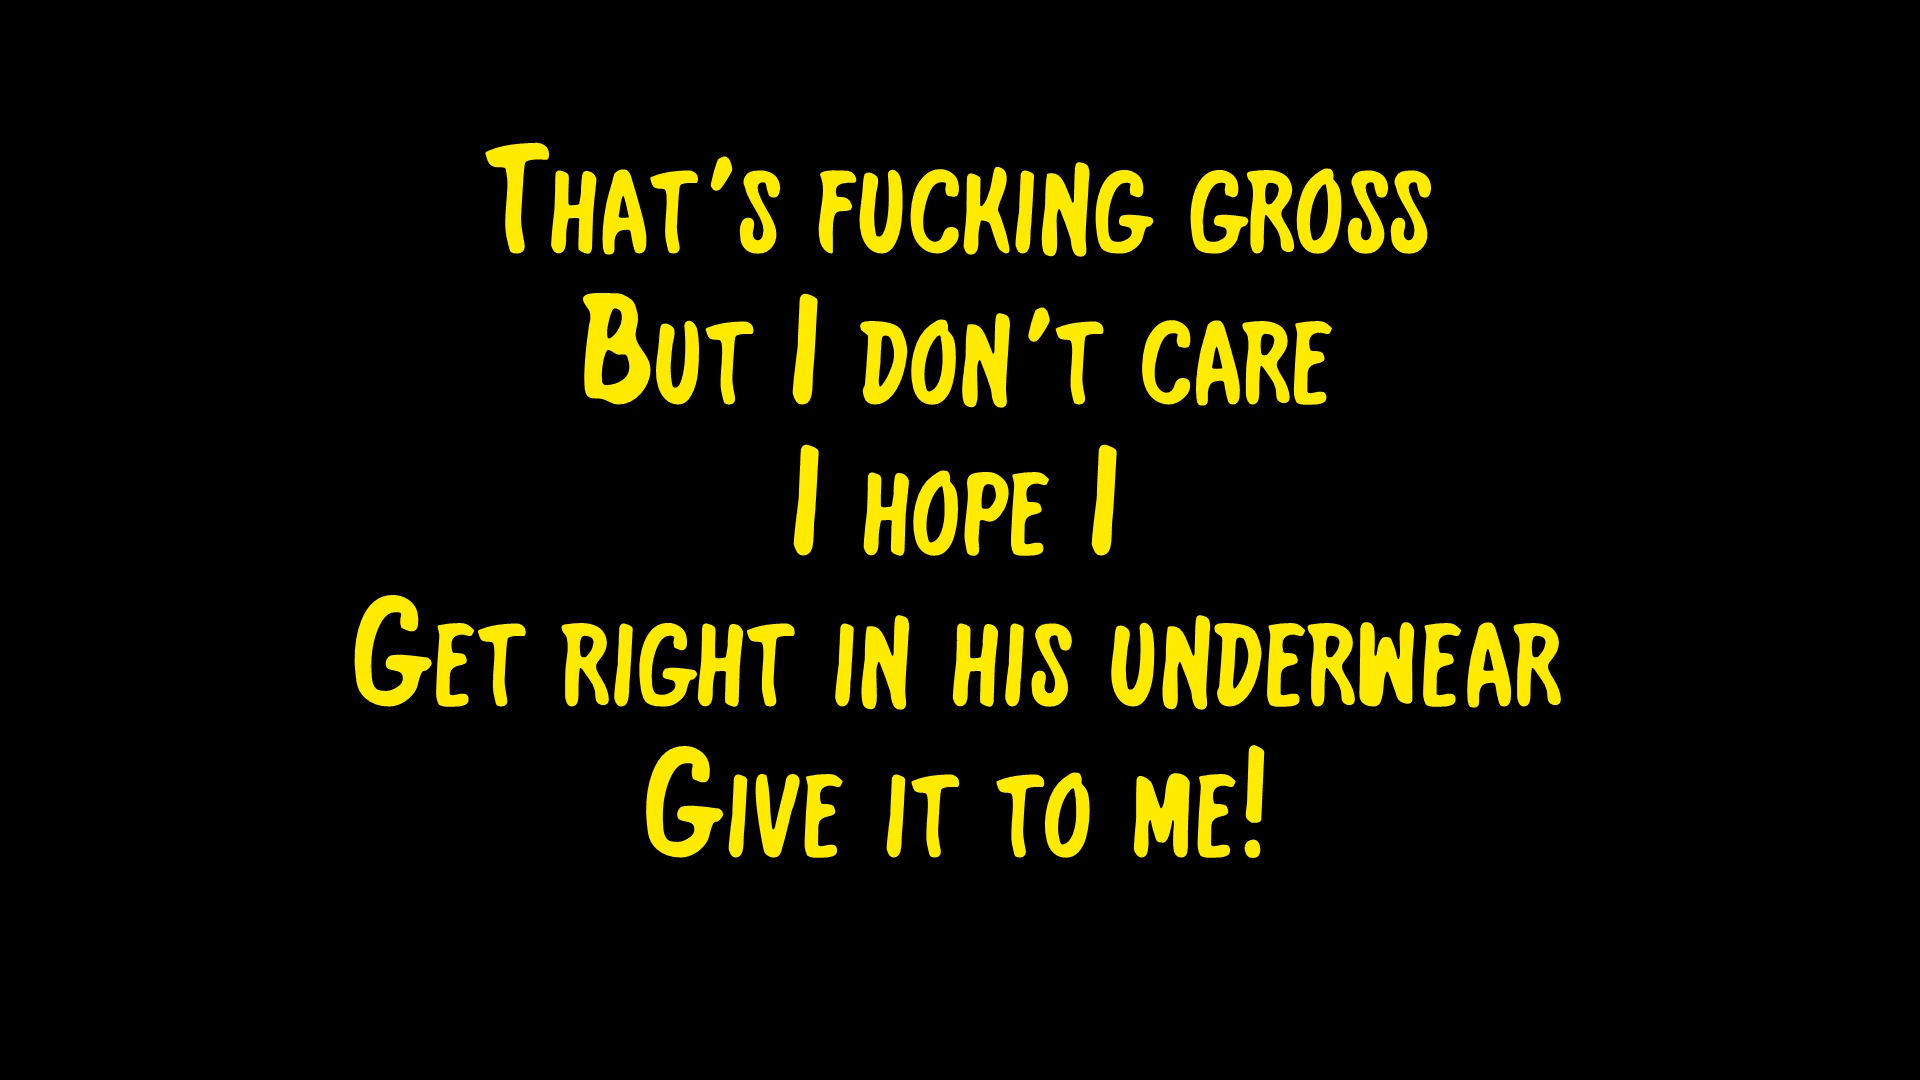 That's fucking gross
But I don't care
I hope I
Get right in his underwear
Give it to me!